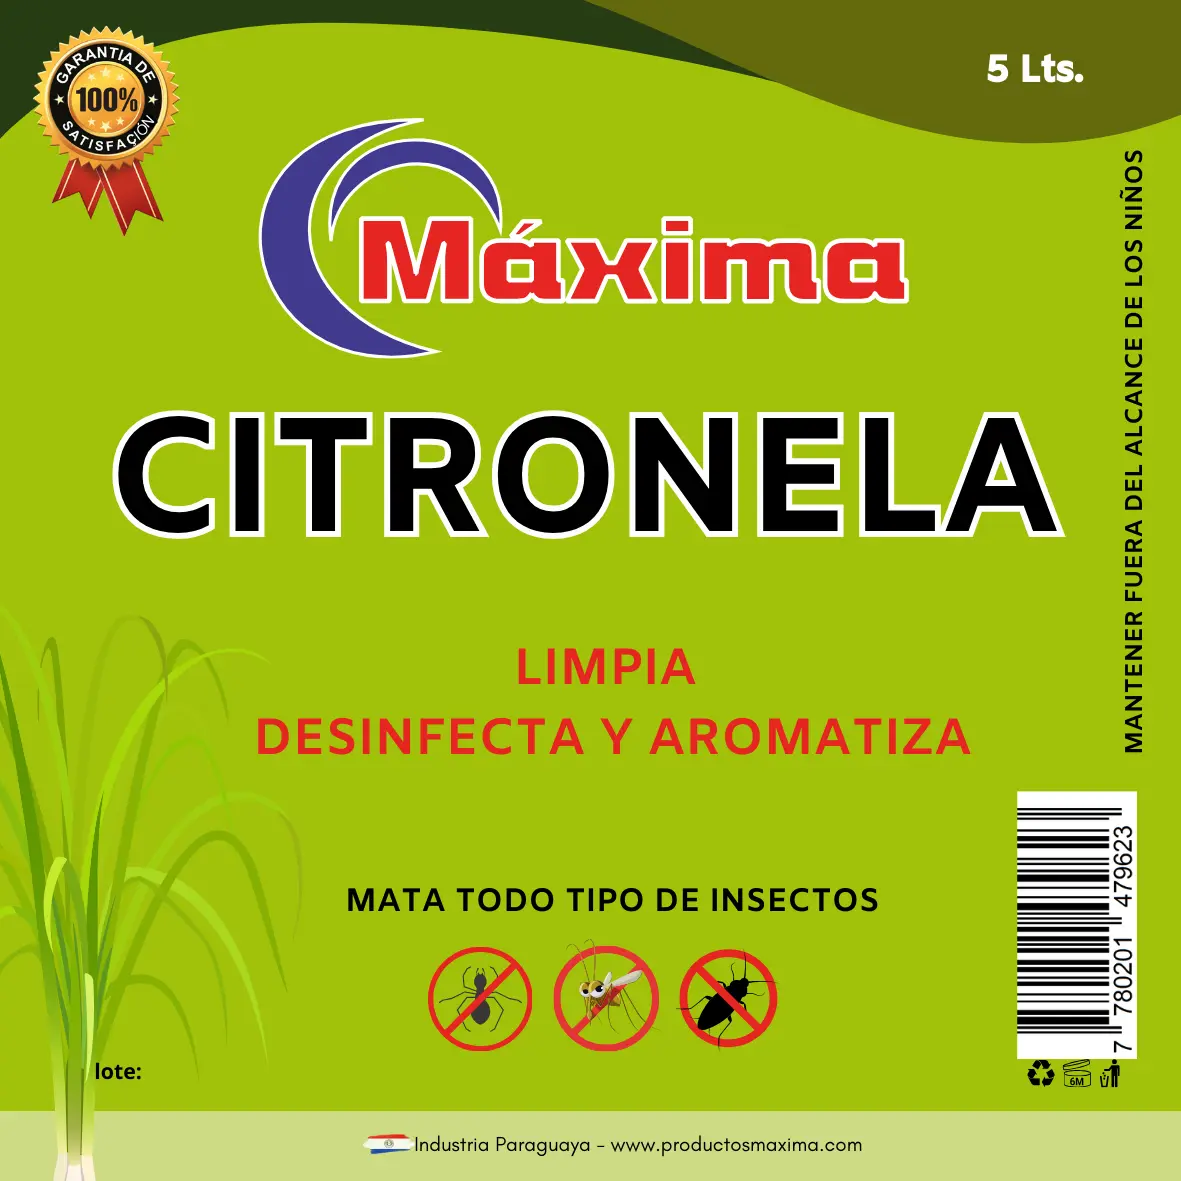 GARANTIA DE
100%
SATISFACIÓN
5 Lts.
Máxima
CITRONELA
LIMPIA
DESINFECTA Y AROMATIZA
MATA TODO TIPO DE INSECTOS
MANTENER FUERA DEL ALCANCE DE LOS NIÑOS
7 780201 479623
6M
lote:
Industria Paraguaya - www.productosmaxima.com